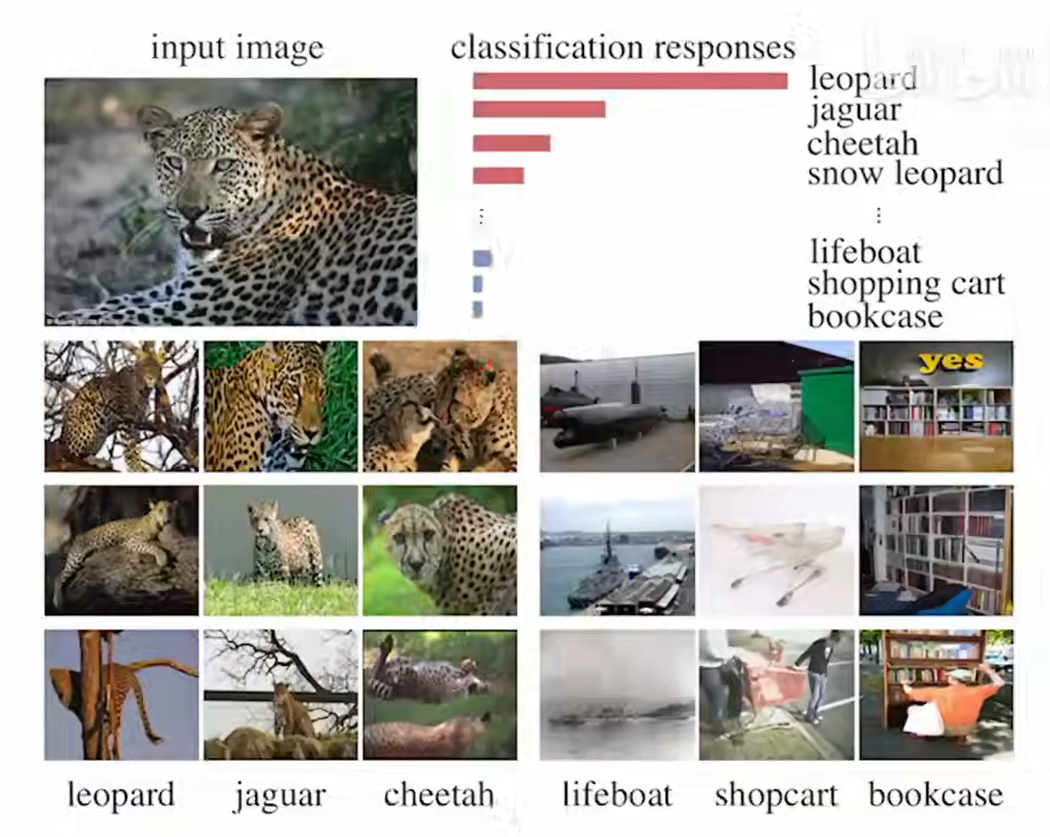 input image
classification responses
leopard
jaguar
cheetah
snow leopard
⋮
⋮
lifeboat
shopping cart
bookcase
yes
leopard
jaguar
cheetah
lifeboat
shopcart
bookcase